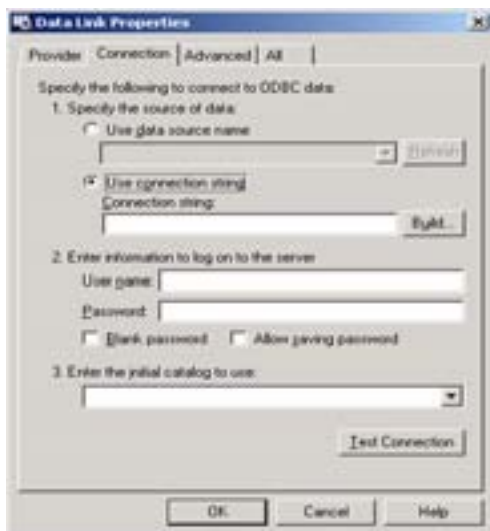 Data Link Properties
Provider Connection Advanced All
Specify the following to connect to ODBC data:
1. Specify the source of data:
Use data source name
Refresh
Use connection string
Connection string:
Build...
2. Enter information to log on to the server
User name:
Password:
Blank password Allow saving password
3. Enter the initial catalog to use:
Test Connection
OK Cancel Help